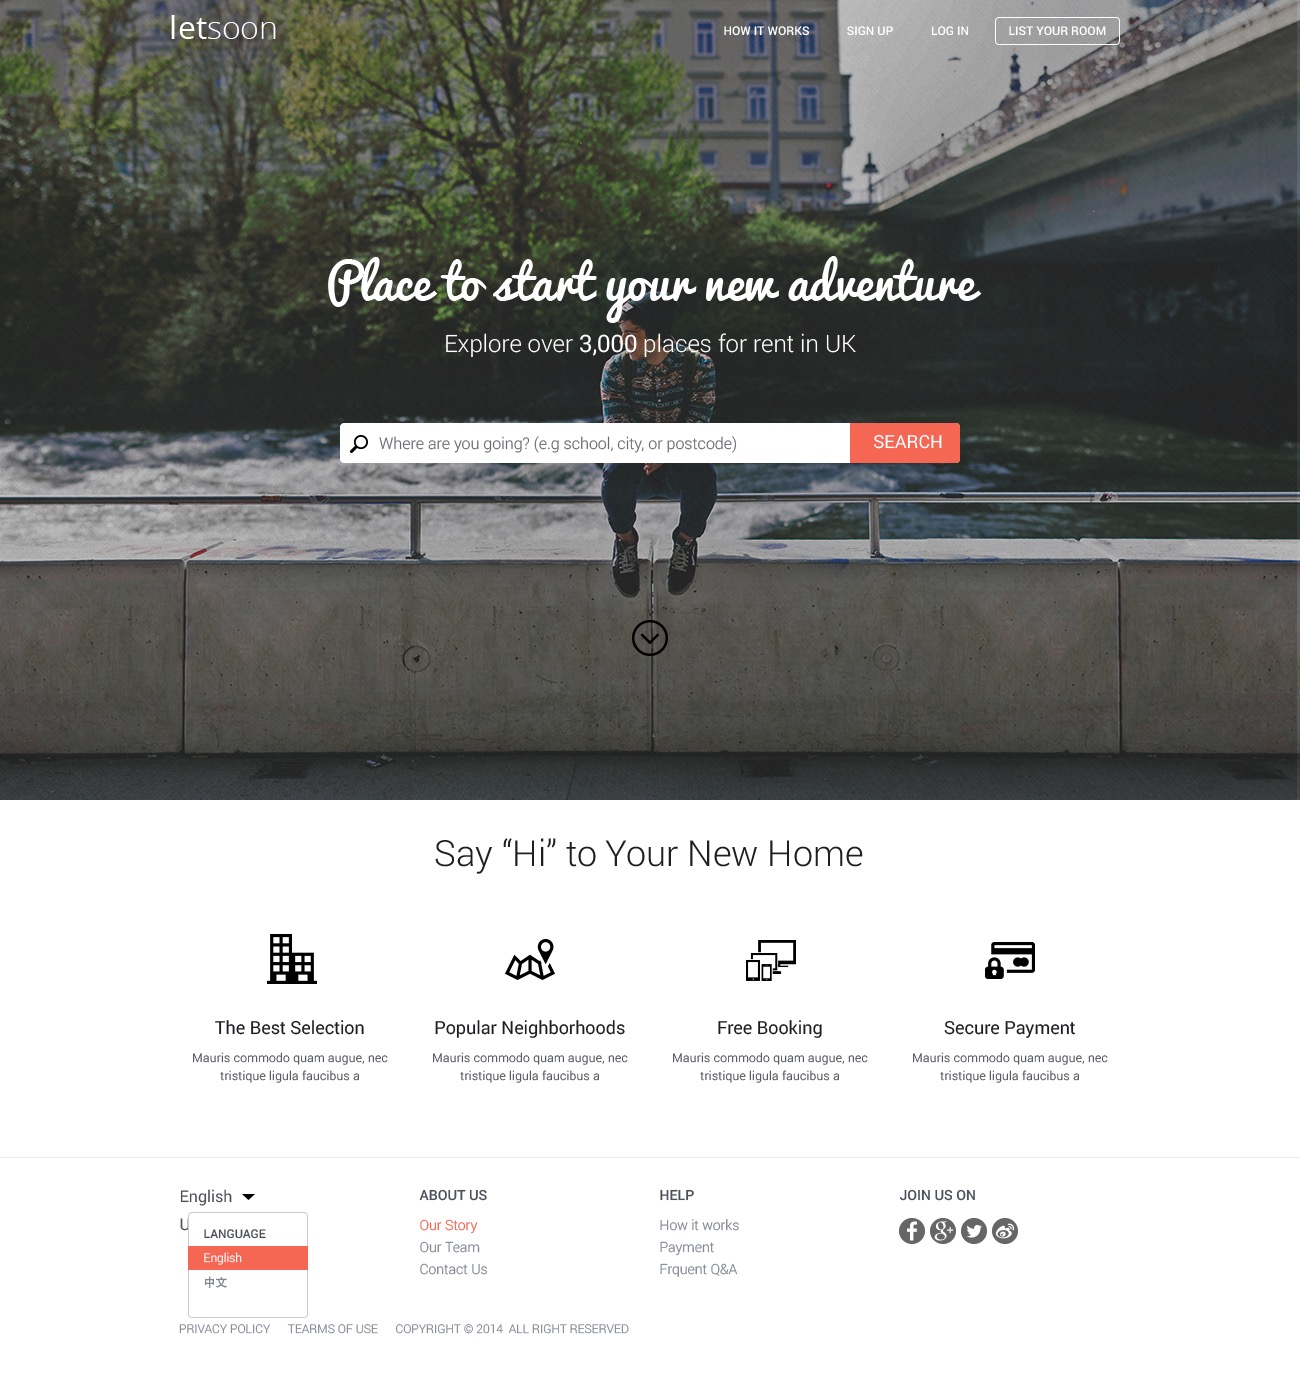 letsoon
HOW IT WORKS
SIGN UP
LOG IN
LIST YOUR ROOM
Place to start your new adventure
Explore over 3,000 places for rent in UK
Where are you going? (e.g school, city, or postcode)
SEARCH
Say “Hi” to Your New Home
The Best Selection
Mauris commodo quam augue, nec
tristique ligula faucibus a
Popular Neighborhoods
Mauris commodo quam augue, nec
tristique ligula faucibus a
Free Booking
Mauris commodo quam augue, nec
tristique ligula faucibus a
Secure Payment
Mauris commodo quam augue, nec
tristique ligula faucibus a
English
LANGUAGE
English
中文
ABOUT US
Our Story
Our Team
Contact Us
HELP
How it works
Payment
Frquent Q&A
JOIN US ON
PRIVACY POLICY
TEARMS OF USE
COPYRIGHT © 2014 ALL RIGHT RESERVED